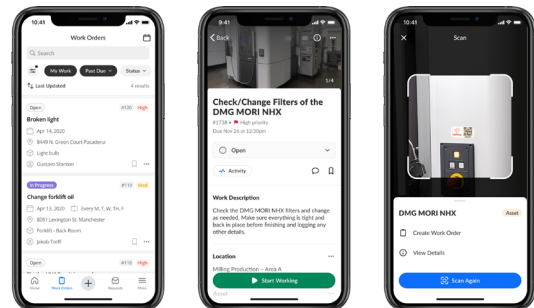 10:41
Work Orders
Search
My Work
Past Due
Status
Last Updated
4 results
Open
#120
High
Broken light
Apr 14, 2020
8449 N. Green Court Pasadena
Light bulbs
Gustavo Stanton
In Progress
#110
Med
Change forklift oil
Apr 13, 2020
Every M, T, W, TH, F
8051 Lexington St. Manchester
Forklift - Back Room
Jakob Torff
Open
#110
High
Home
Work Orders
Requests
More
9:41
Back
1/4
Check/Change Filters of the
DMG MORI NHX
#1738 • High priority
Due Nov 26 at 12:30pm
Open
Activity
Work Description
Check the DMG MORI NHX filters and change
as needed. Make sure everything is tight and
back in place before finishing and logging any
other details.
Location
Milling Production – Area A
Start Working
Asset
10:41
Scan
DMG MORI NHX
Asset
Create Work Order
View Details
Scan Again